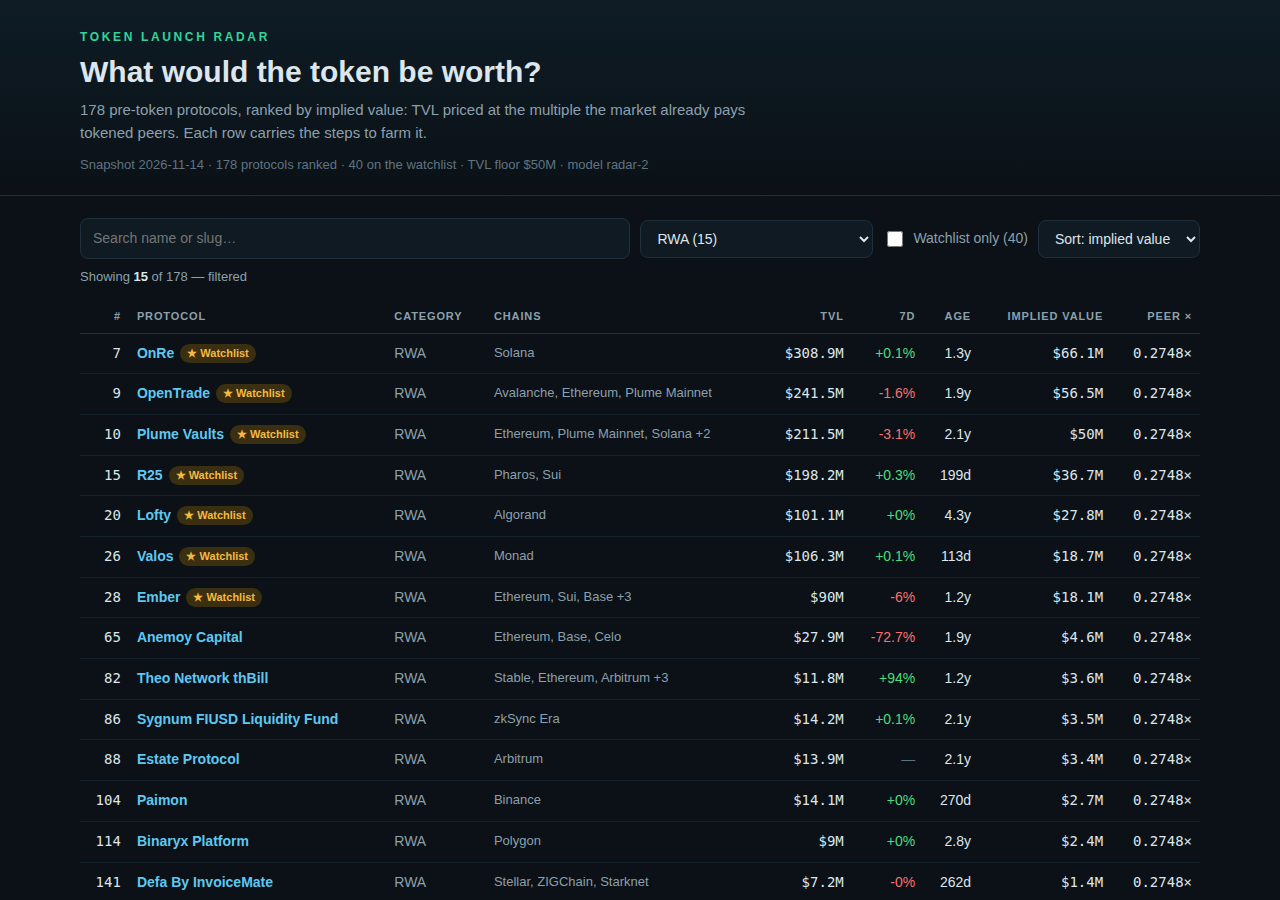 TOKEN LAUNCH RADAR
What would the token be worth?
178 pre-token protocols, ranked by implied value: TVL priced at the multiple the market already pays
tokened peers. Each row carries the steps to farm it.
Snapshot 2026-11-14 · 178 protocols ranked · 40 on the watchlist · TVL floor $50M · model radar-2
Search name or slug… RWA (15) Watchlist only (40) Sort: implied value
Showing 15 of 178 — filtered
# PROTOCOL CATEGORY CHAINS TVL 7D AGE IMPLIED VALUE PEER ×
7 OnRe ★ Watchlist RWA Solana $308.9M +0.1% 1.3y $66.1M 0.2748×
9 OpenTrade ★ Watchlist RWA Avalanche, Ethereum, Plume Mainnet $241.5M -1.6% 1.9y $56.5M 0.2748×
10 Plume Vaults ★ Watchlist RWA Ethereum, Plume Mainnet, Solana +2 $211.5M -3.1% 2.1y $50M 0.2748×
15 R25 ★ Watchlist RWA Pharos, Sui $198.2M +0.3% 199d $36.7M 0.2748×
20 Lofty ★ Watchlist RWA Algorand $101.1M +0% 4.3y $27.8M 0.2748×
26 Valos ★ Watchlist RWA Monad $106.3M +0.1% 113d $18.7M 0.2748×
28 Ember ★ Watchlist RWA Ethereum, Sui, Base +3 $90M -6% 1.2y $18.1M 0.2748×
65 Anemoy Capital RWA Ethereum, Base, Celo $27.9M -72.7% 1.9y $4.6M 0.2748×
82 Theo Network thBill RWA Stable, Ethereum, Arbitrum +3 $11.8M +94% 1.2y $3.6M 0.2748×
86 Sygnum FIUSD Liquidity Fund RWA zkSync Era $14.2M +0.1% 2.1y $3.5M 0.2748×
88 Estate Protocol RWA Arbitrum $13.9M — 2.1y $3.4M 0.2748×
104 Paimon RWA Binance $14.1M +0% 270d $2.7M 0.2748×
114 Binaryx Platform RWA Polygon $9M +0% 2.8y $2.4M 0.2748×
141 Defa By InvoiceMate RWA Stellar, ZIGChain, Starknet $7.2M -0% 262d $1.4M 0.2748×